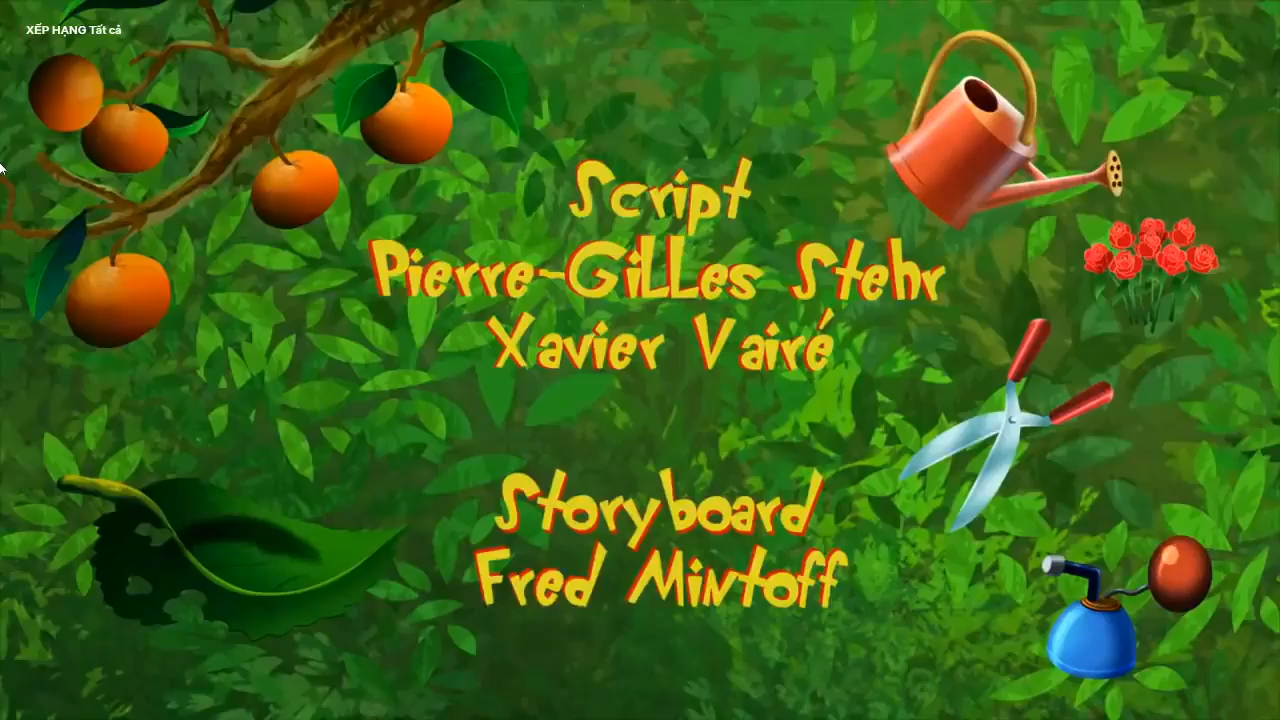 XẾP HẠNG Tất cả
Script
Pierre-Gilles Stehr
Xavier Vairé
Storyboard
Fred Mintoff